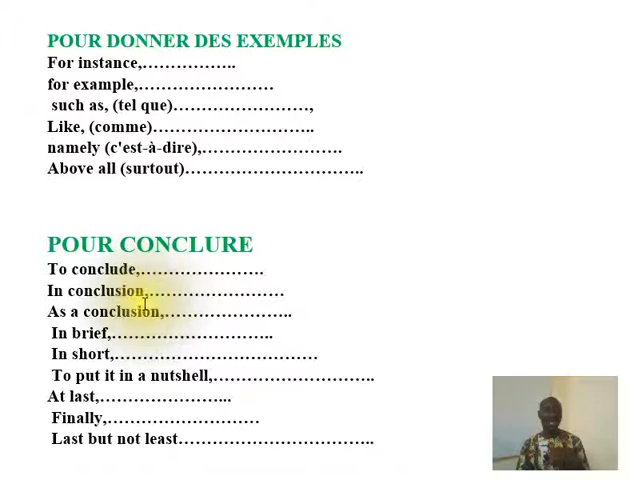 POUR DONNER DES EXEMPLES
For instance,……………..
for example,……………………
such as, (tel que)……………………,
Like, (comme)………………………..
namely (c'est-à-dire),…………………….
Above all (surtout)…………………………..
POUR CONCLURE
To conclude,………………….
In conclusion,……………………
As a conclusion,…………………..
In brief,………………………..
In short,………………………………
To put it in a nutshell,………………………..
At last,…………………...
Finally,………………………
Last but not least……………………………..